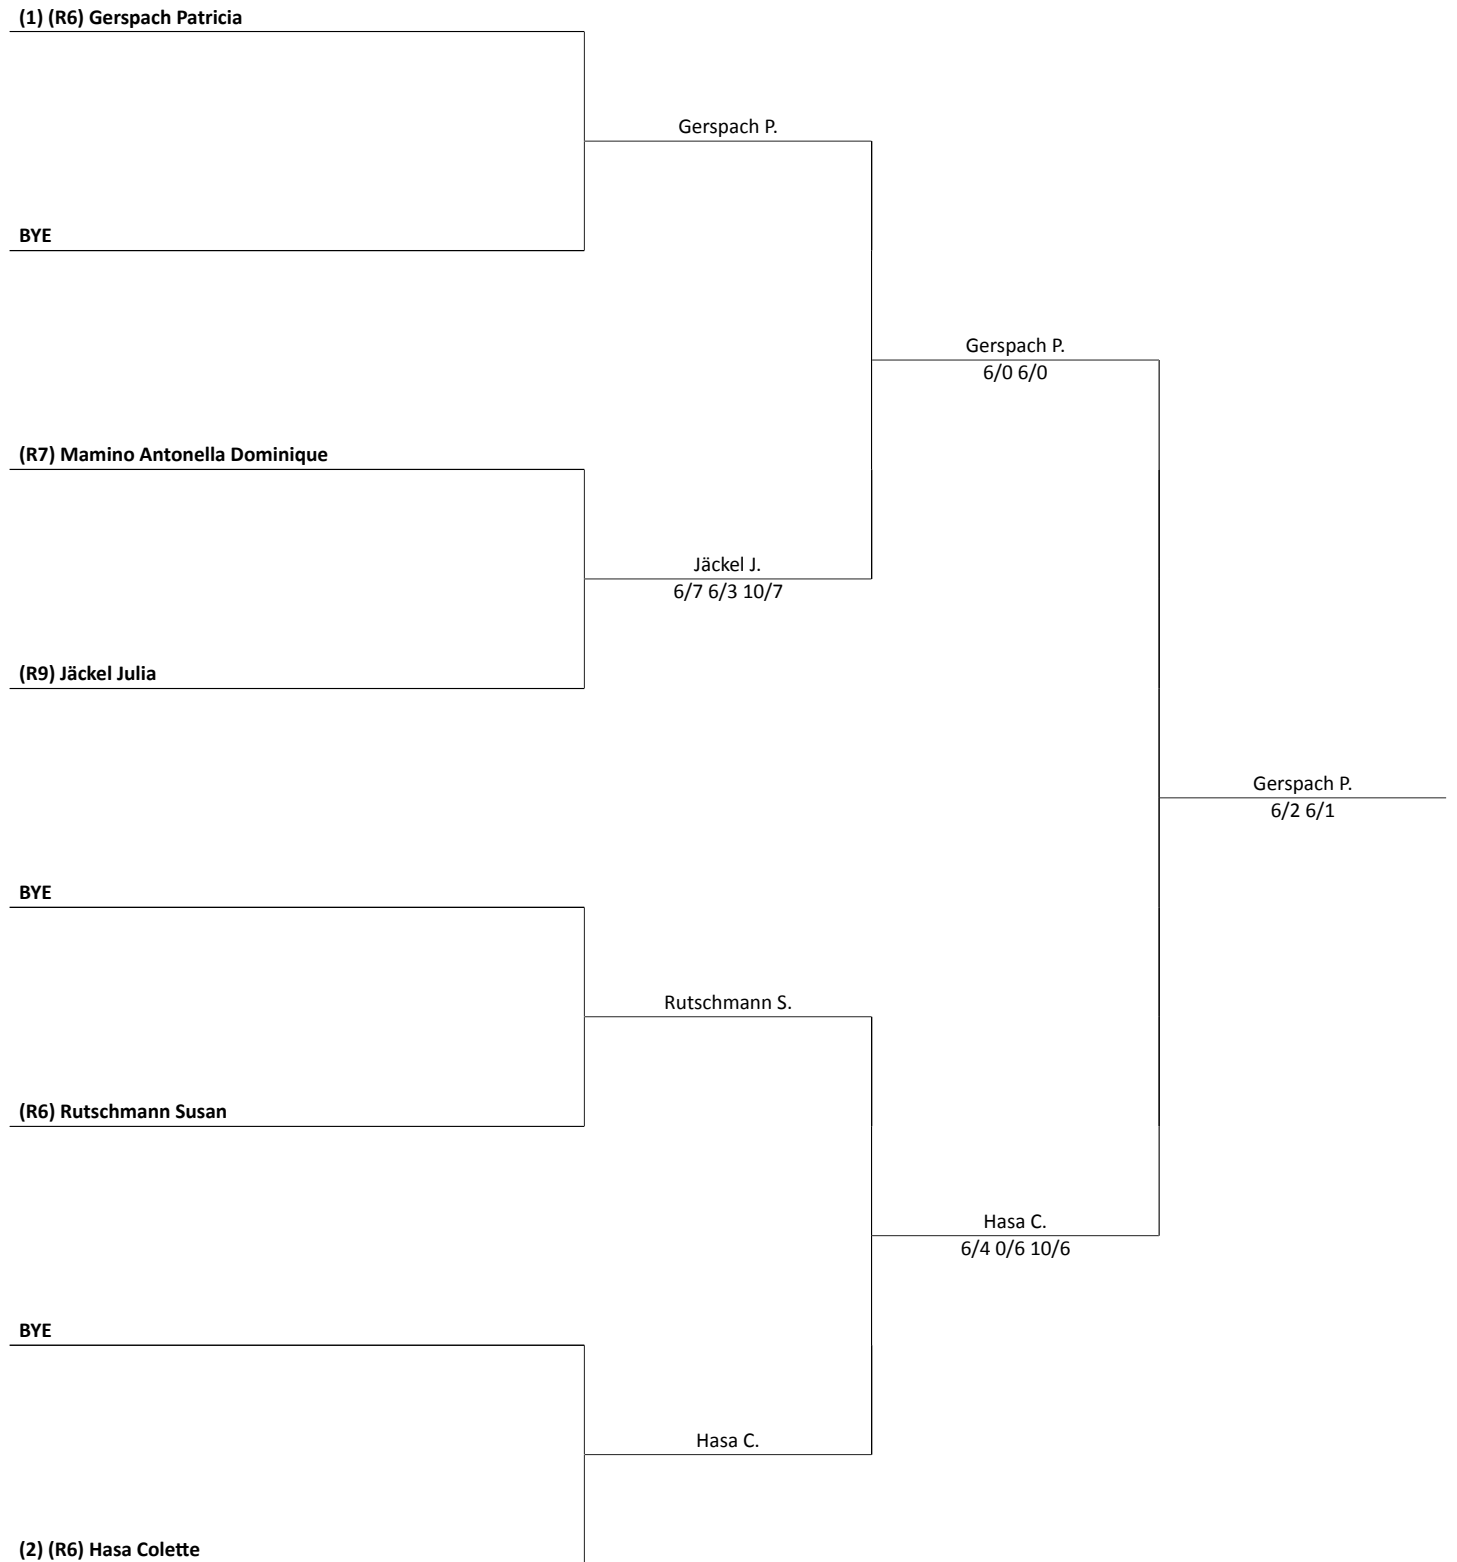 (1) (R6) Gerspach Patricia
Gerspach P.
BYE
Gerspach P.
6/0 6/0
(R7) Mamino Antonella Dominique
Jäckel J.
6/7 6/3 10/7
(R9) Jäckel Julia
Gerspach P.
6/2 6/1
BYE
Rutschmann S.
(R6) Rutschmann Susan
Hasa C.
6/4 0/6 10/6
BYE
Hasa C.
(2) (R6) Hasa Colette